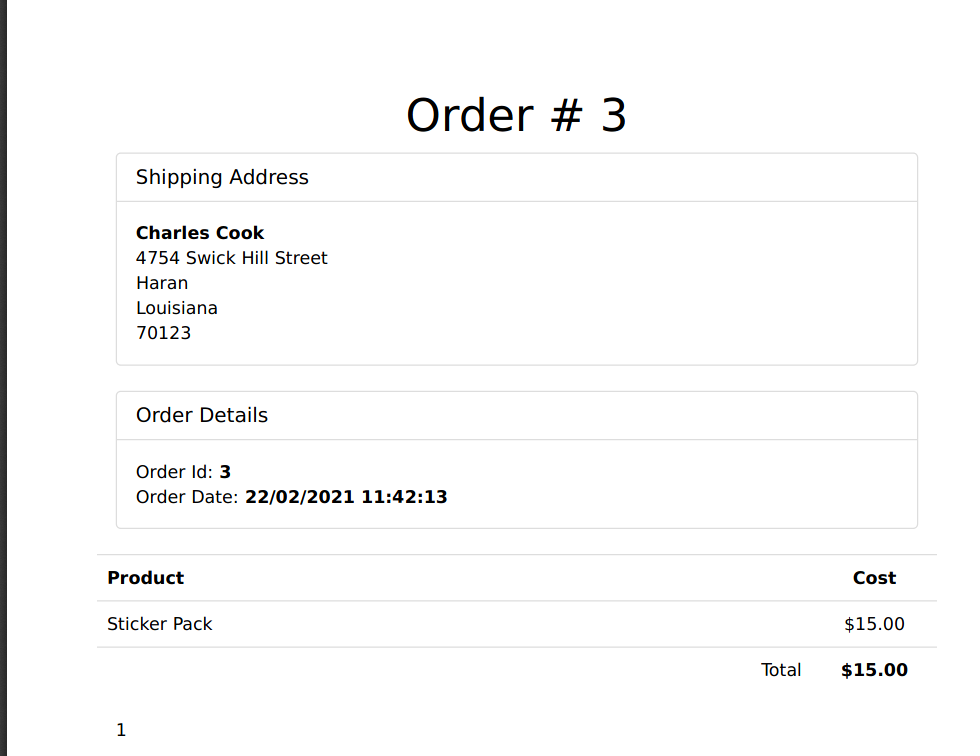 Order # 3
Shipping Address
Charles Cook
4754 Swick Hill Street
Haran
Louisiana
70123
Order Details
Order Id: 3
Order Date: 22/02/2021 11:42:13
Product Cost
Sticker Pack $15.00
Total $15.00
1